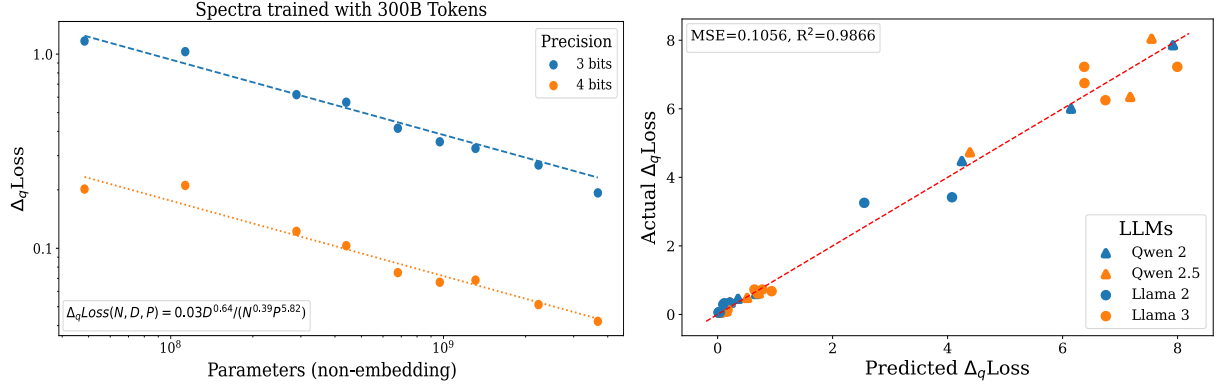 Spectra trained with 300B Tokens
Δ_qLoss
1.0
0.1
Precision
3 bits
4 bits
Δ_qLoss(N, D, P) = 0.03D^0.64/(N^0.39P^5.82)
10^8
10^9
Parameters (non-embedding)
MSE=0.1056, R²=0.9866
Actual Δ_qLoss
8
6
4
2
0
LLMs
Qwen 2
Qwen 2.5
Llama 2
Llama 3
0
2
4
6
8
Predicted Δ_qLoss